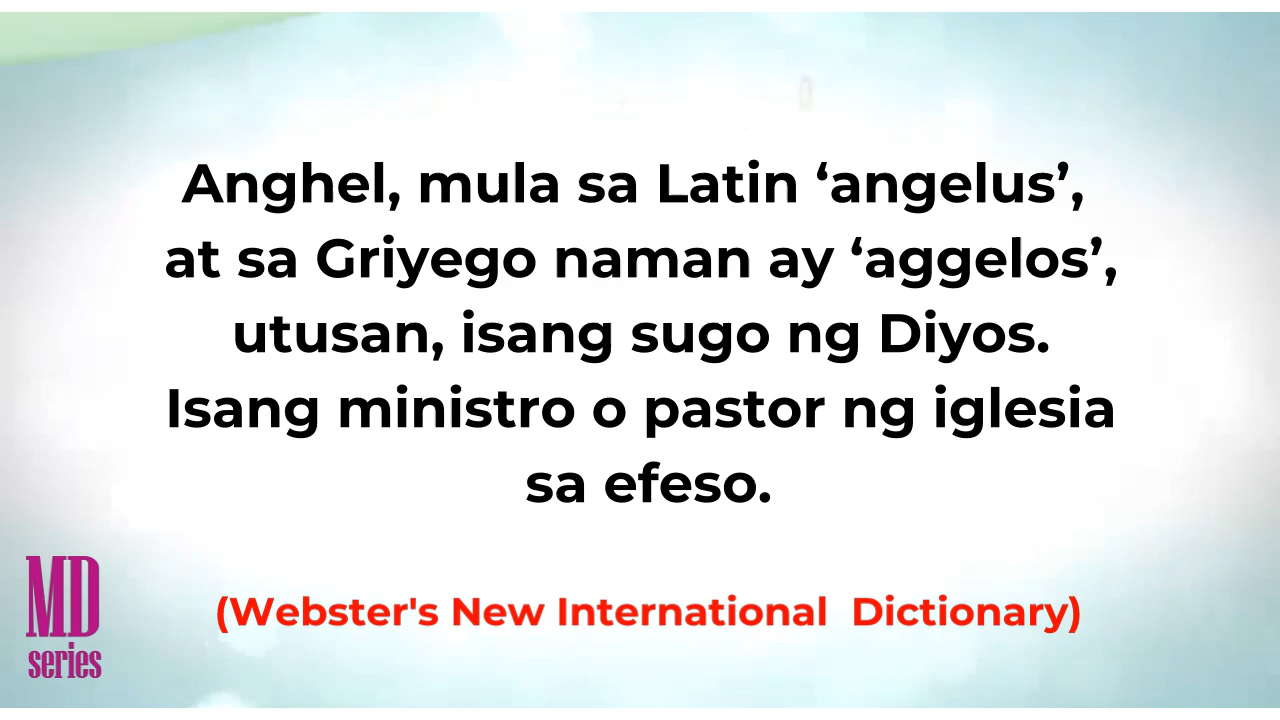 Anghel, mula sa Latin ‘angelus’,
at sa Griyego naman ay ‘aggelos’,
utusan, isang sugo ng Diyos.
Isang ministro o pastor ng iglesia
sa efeso.
(Webster's New International Dictionary)
MD
series